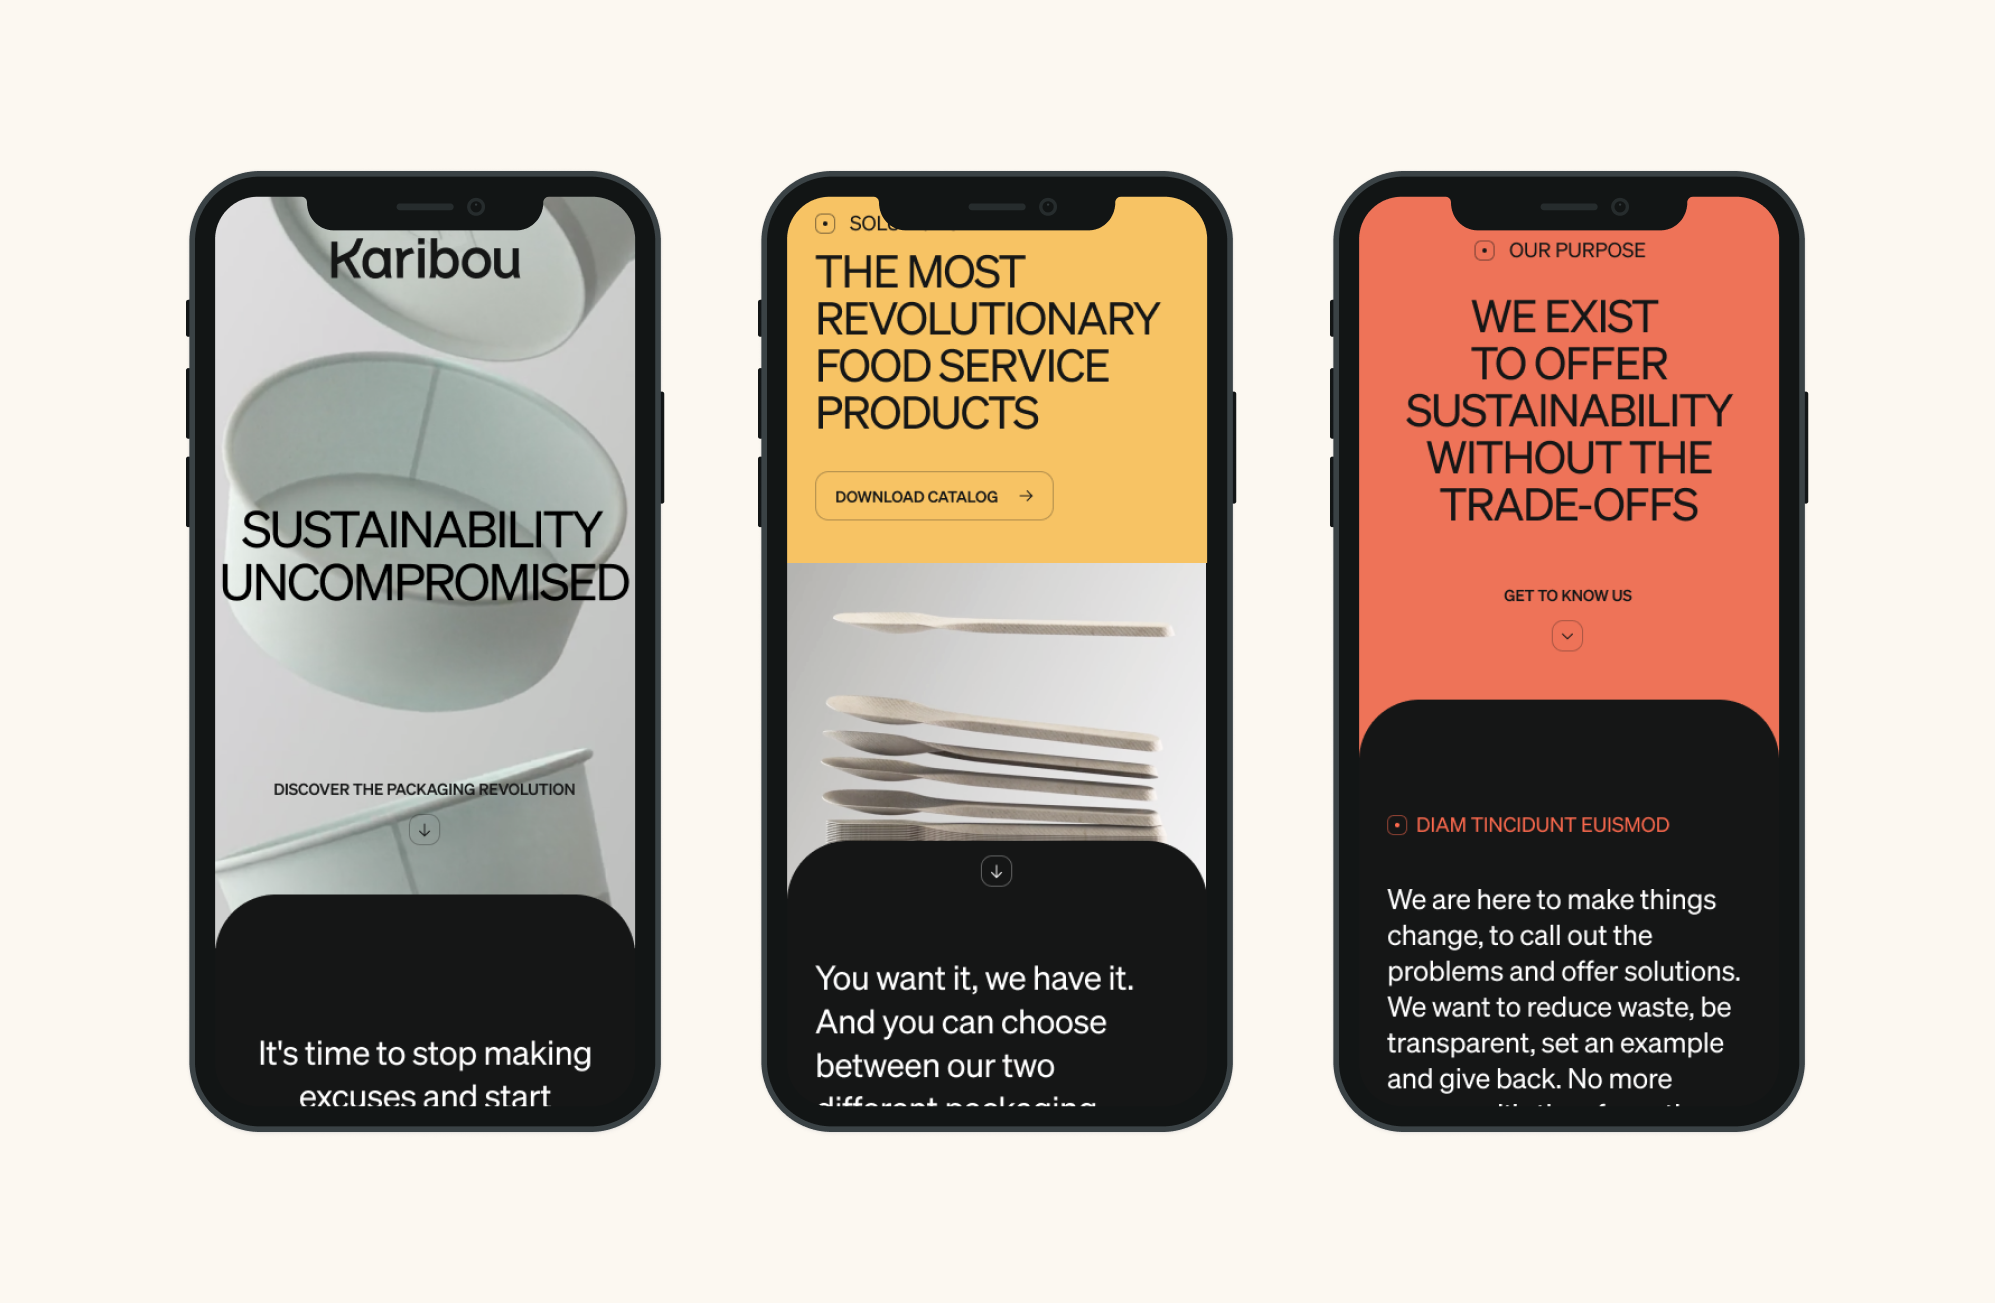 Karibou
SUSTAINABILITY
UNCOMPROMISED
DISCOVER THE PACKAGING REVOLUTION
It's time to stop making
excuses and start
THE MOST
REVOLUTIONARY
FOOD SERVICE
PRODUCTS
DOWNLOAD CATALOG
You want it, we have it.
And you can choose
between our two
different packaging
OUR PURPOSE
WE EXIST
TO OFFER
SUSTAINABILITY
WITHOUT THE
TRADE-OFFS
GET TO KNOW US
DIAM TINCIDUNT EUISMOD
We are here to make things
change, to call out the
problems and offer solutions.
We want to reduce waste, be
transparent, set an example
and give back. No more